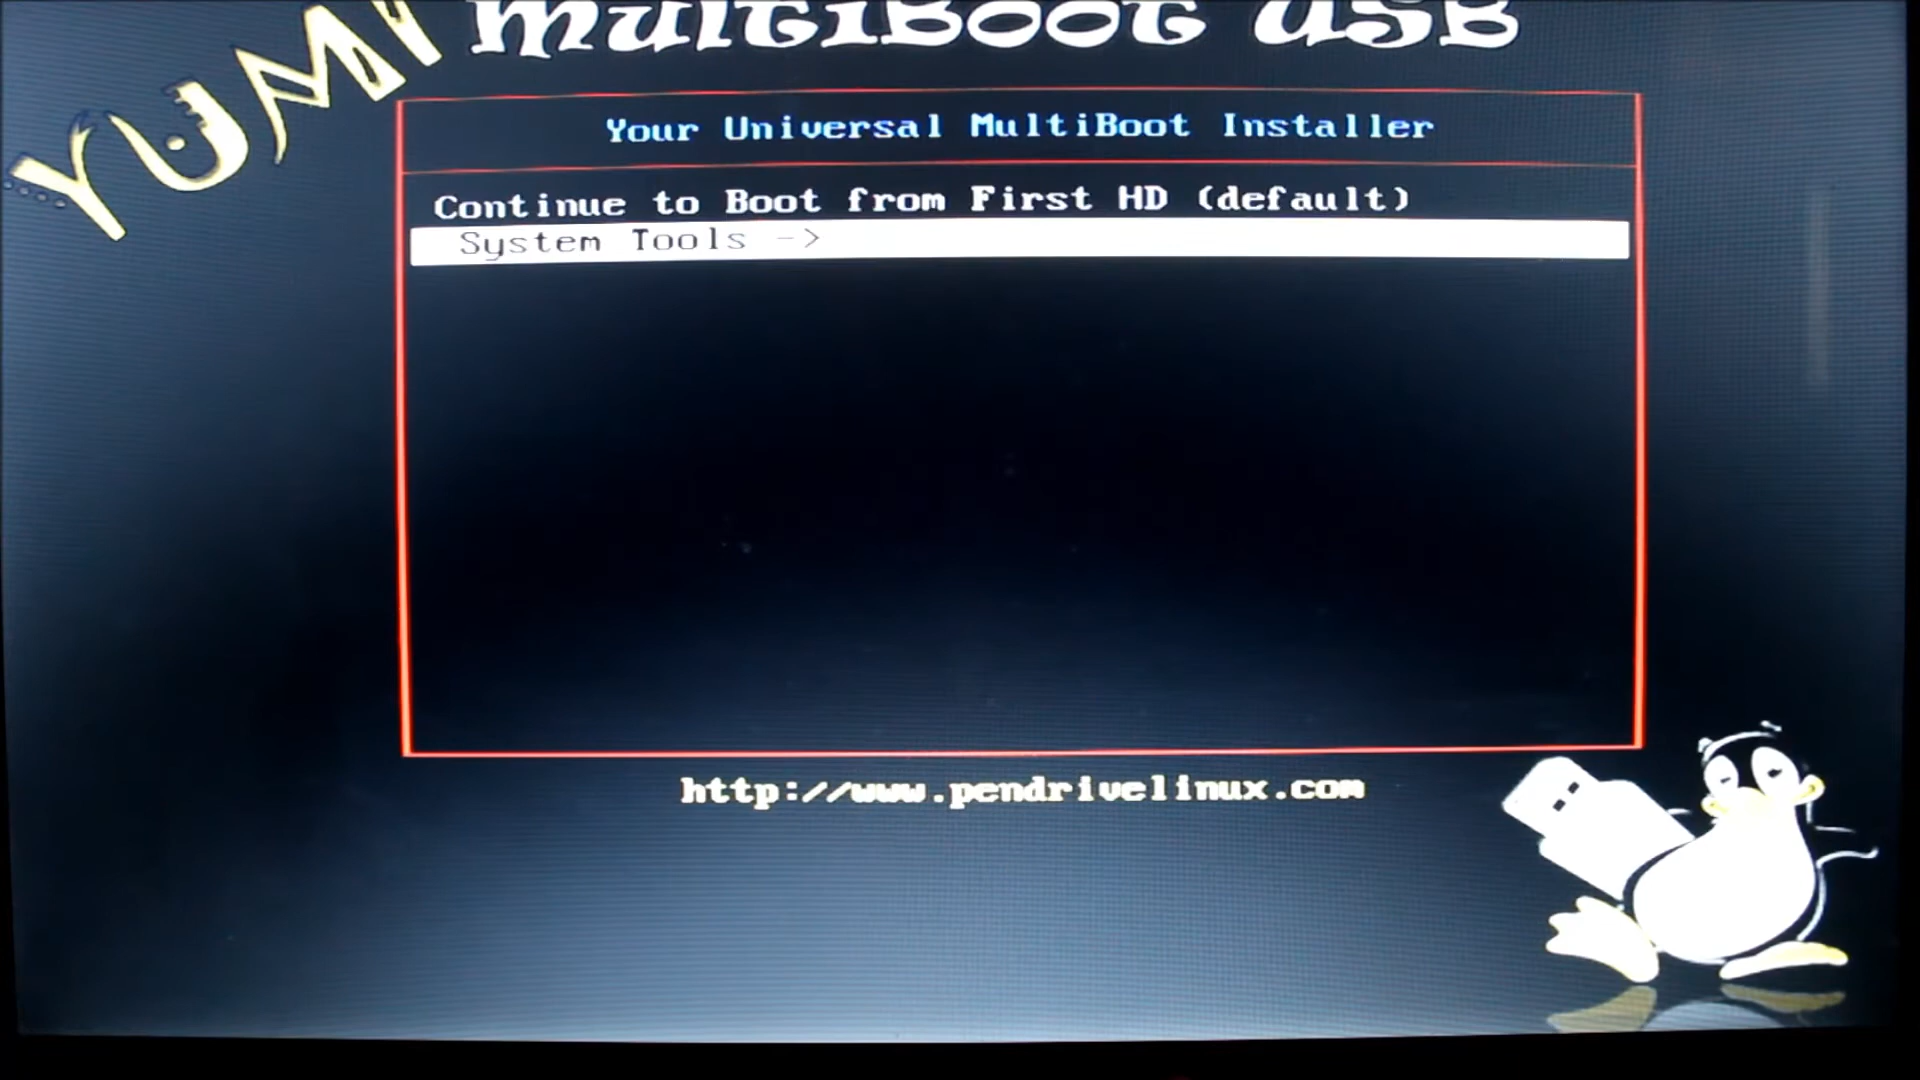 YUMI
MultiBoot USB
Your Universal MultiBoot Installer
Continue to Boot from First HD (default)
System Tools ->
http://www.pendrivelinux.com